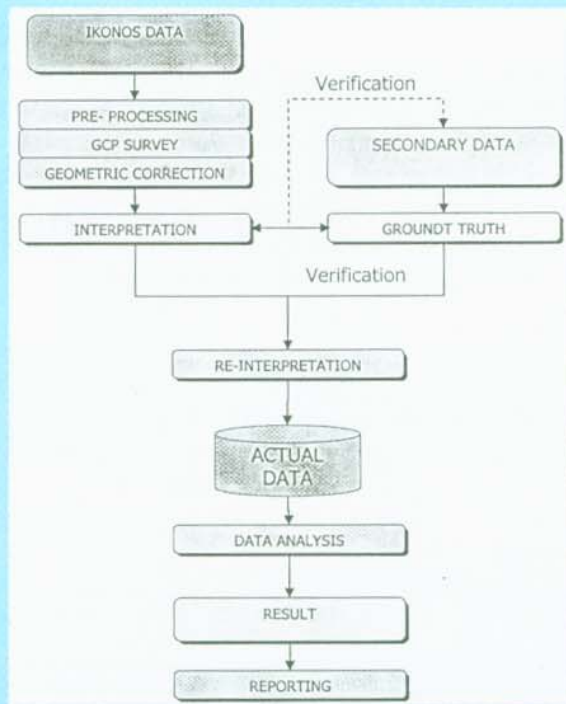 IKONOS DATA
Verification
PRE- PROCESSING
GCP SURVEY
SECONDARY DATA
GEOMETRIC CORRECTION
INTERPRETATION
GROUNDT TRUTH
Verification
RE-INTERPRETATION
ACTUAL
DATA
DATA ANALYSIS
RESULT
REPORTING